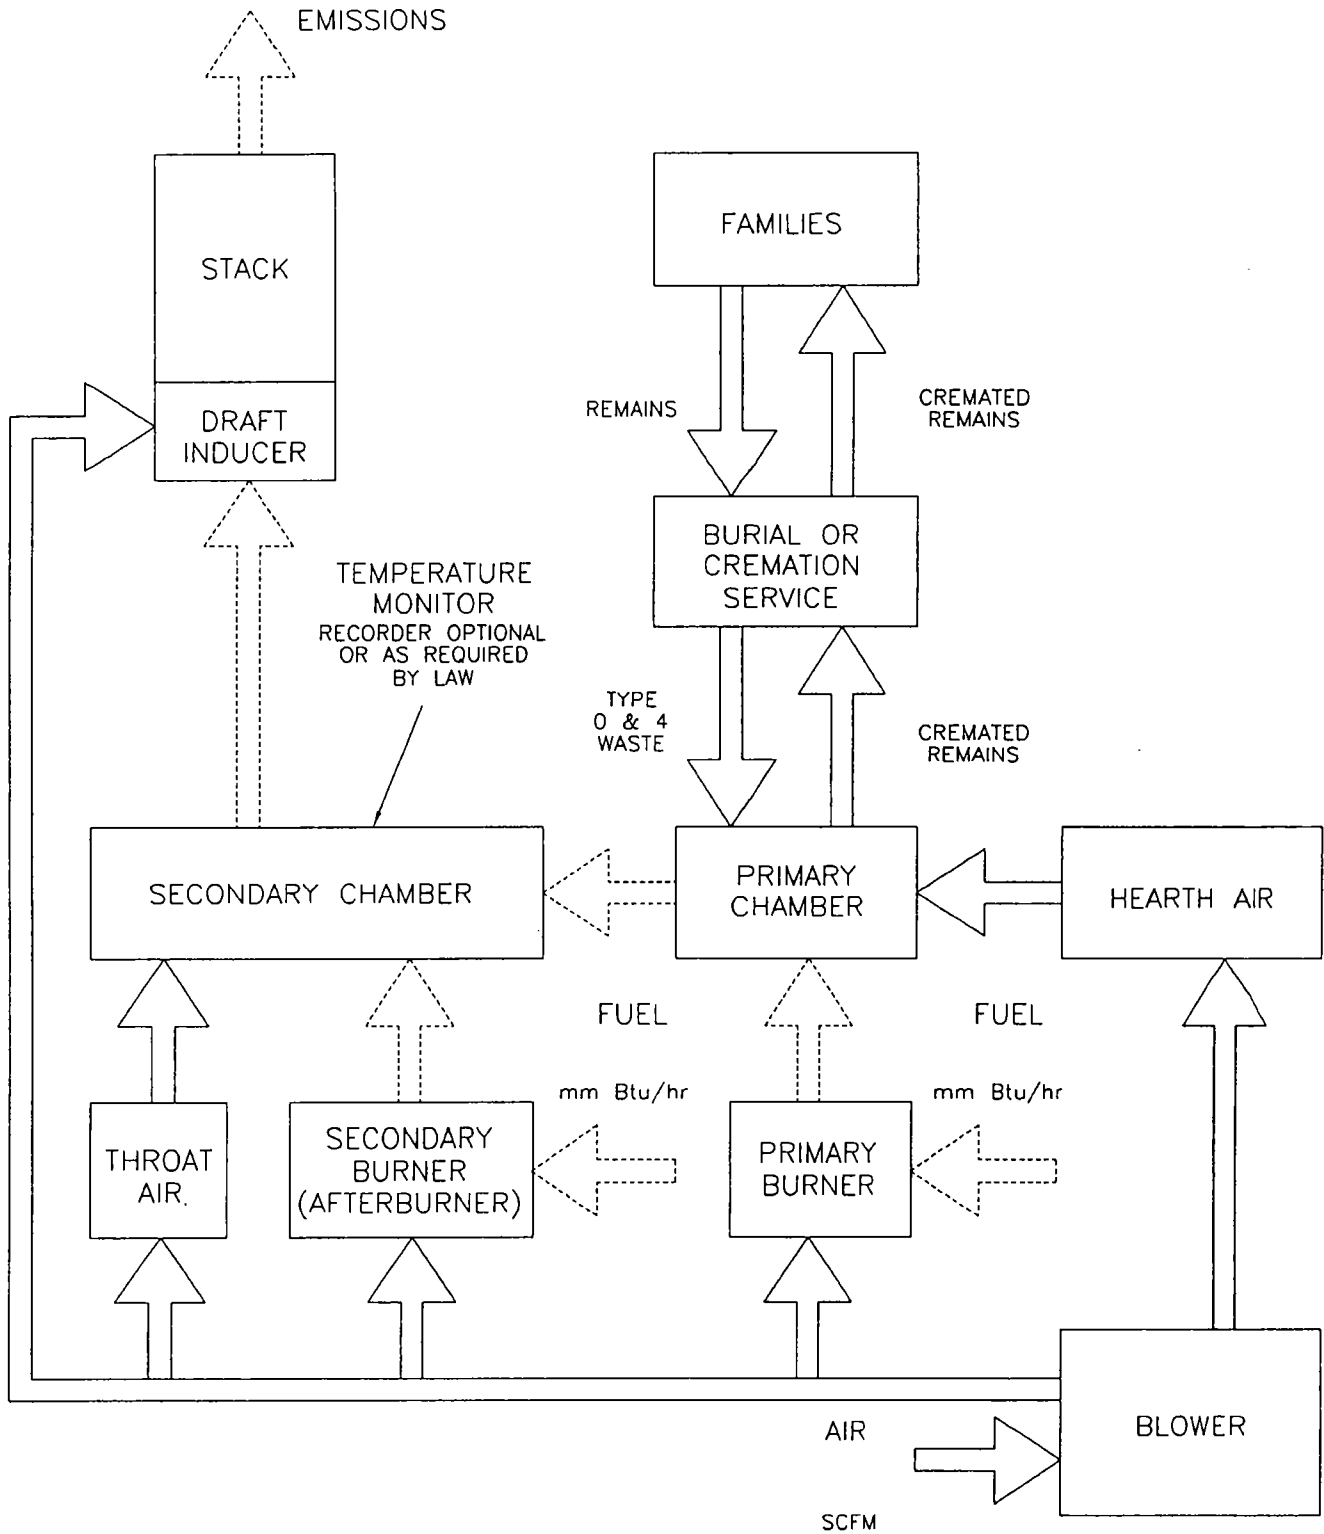 EMISSIONS
STACK
DRAFT
INDUCER
FAMILIES
REMAINS
CREMATED
REMAINS
BURIAL OR
CREMATION
SERVICE
TEMPERATURE
MONITOR
RECORDER OPTIONAL
OR AS REQUIRED
BY LAW
TYPE
0 & 4
WASTE
CREMATED
REMAINS
SECONDARY CHAMBER
PRIMARY
CHAMBER
HEARTH AIR
FUEL
FUEL
mm Btu/hr
mm Btu/hr
THROAT
AIR
SECONDARY
BURNER
(AFTERBURNER)
PRIMARY
BURNER
BLOWER
AIR
SCFM